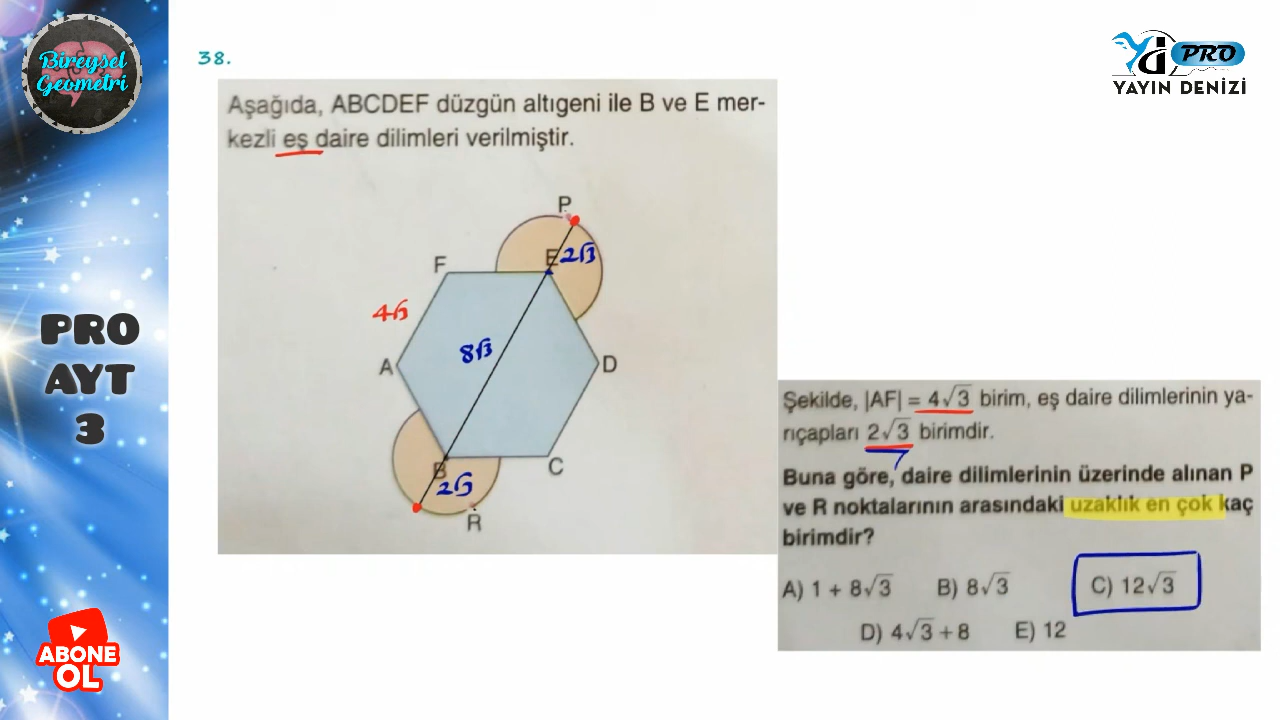 Bireysel
Geometri
PRO
AYT
3
ABONE
OL
PRO
YAYIN DENİZİ
38.
Aşağıda, ABCDEF düzgün altıgeni ile B ve E mer-
kezli eş daire dilimleri verilmiştir.
P
E
2√3
F
4√3
8√3
A
D
B
C
2√3
R
Şekilde, |AF| = 4√3 birim, eş daire dilimlerinin ya-
rıçapları 2√3 birimdir.
Buna göre, daire dilimlerinin üzerinde alınan P
ve R noktalarının arasındaki uzaklık en çok kaç
birimdir?
A) 1 + 8√3 B) 8√3 C) 12√3
D) 4√3 + 8 E) 12